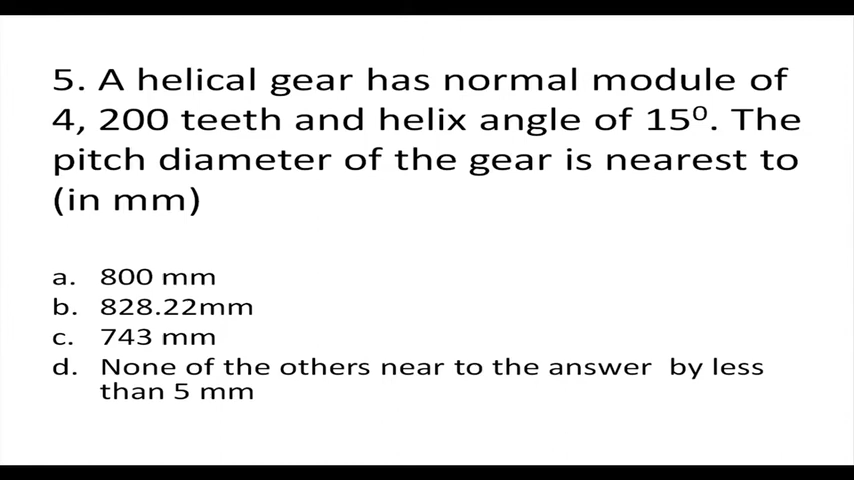 5. A helical gear has normal module of
4, 200 teeth and helix angle of 15⁰. The
pitch diameter of the gear is nearest to
(in mm)
a. 800 mm
b. 828.22mm
c. 743 mm
d. None of the others near to the answer by less
than 5 mm